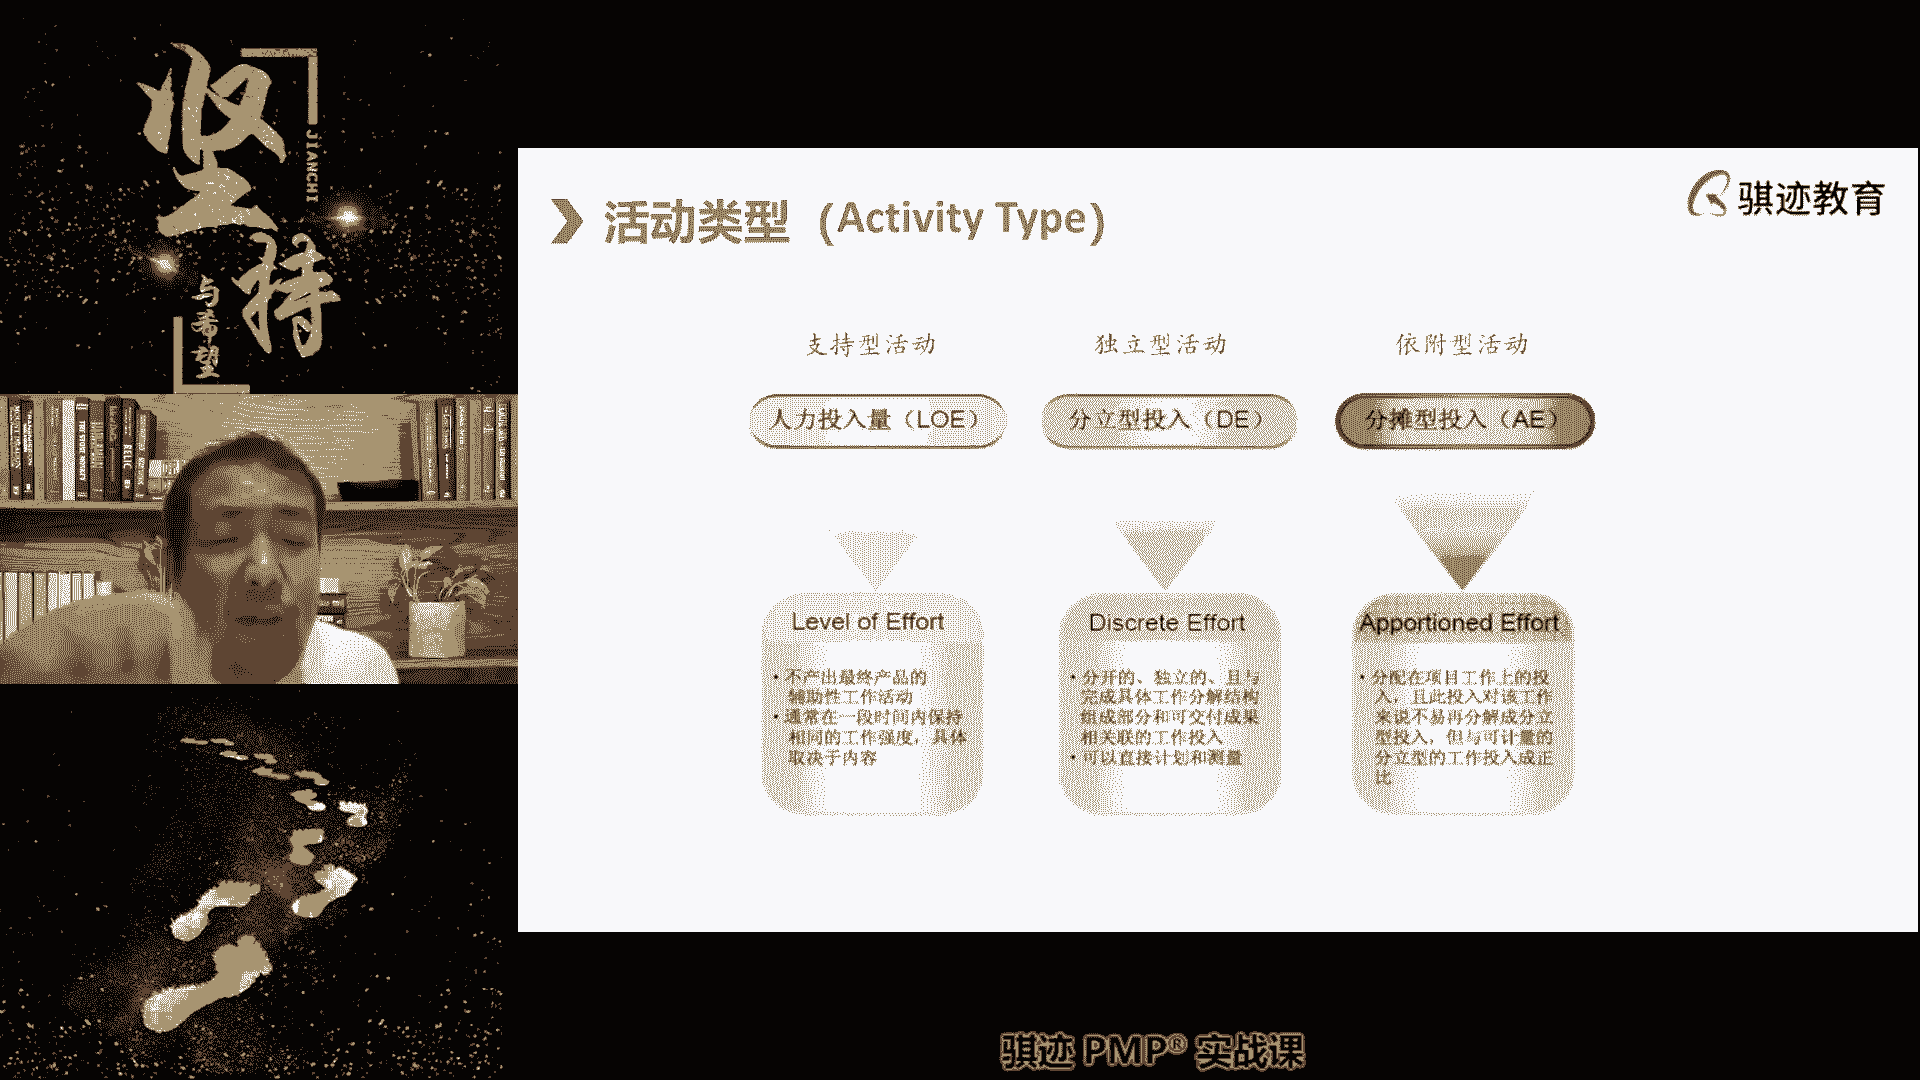 坚持
JIANCHI
与希望
活动类型（Activity Type）
骐迹教育
支持型活动
独立型活动
依附型活动
人力投入量（LOE）
分立型投入（DE）
分摊型投入（AE）
Level of Effort
• 不产出最终产品的
辅助性工作活动
• 通常在一段时间内保持
相同的工作强度，具体
取决于内容
Discrete Effort
• 分开的、独立的、且与
完成具体工作分解结构
组成部分和可交付成果
相关联的工作投入
• 可以直接计划和测量
Apportioned Effort
• 分配在项目工作上的投
入，且此投入对该工作
来说不易再分解成分立
型投入，但与可计量的
分立型的工作投入成正
比
骐迹 PMP® 实战课